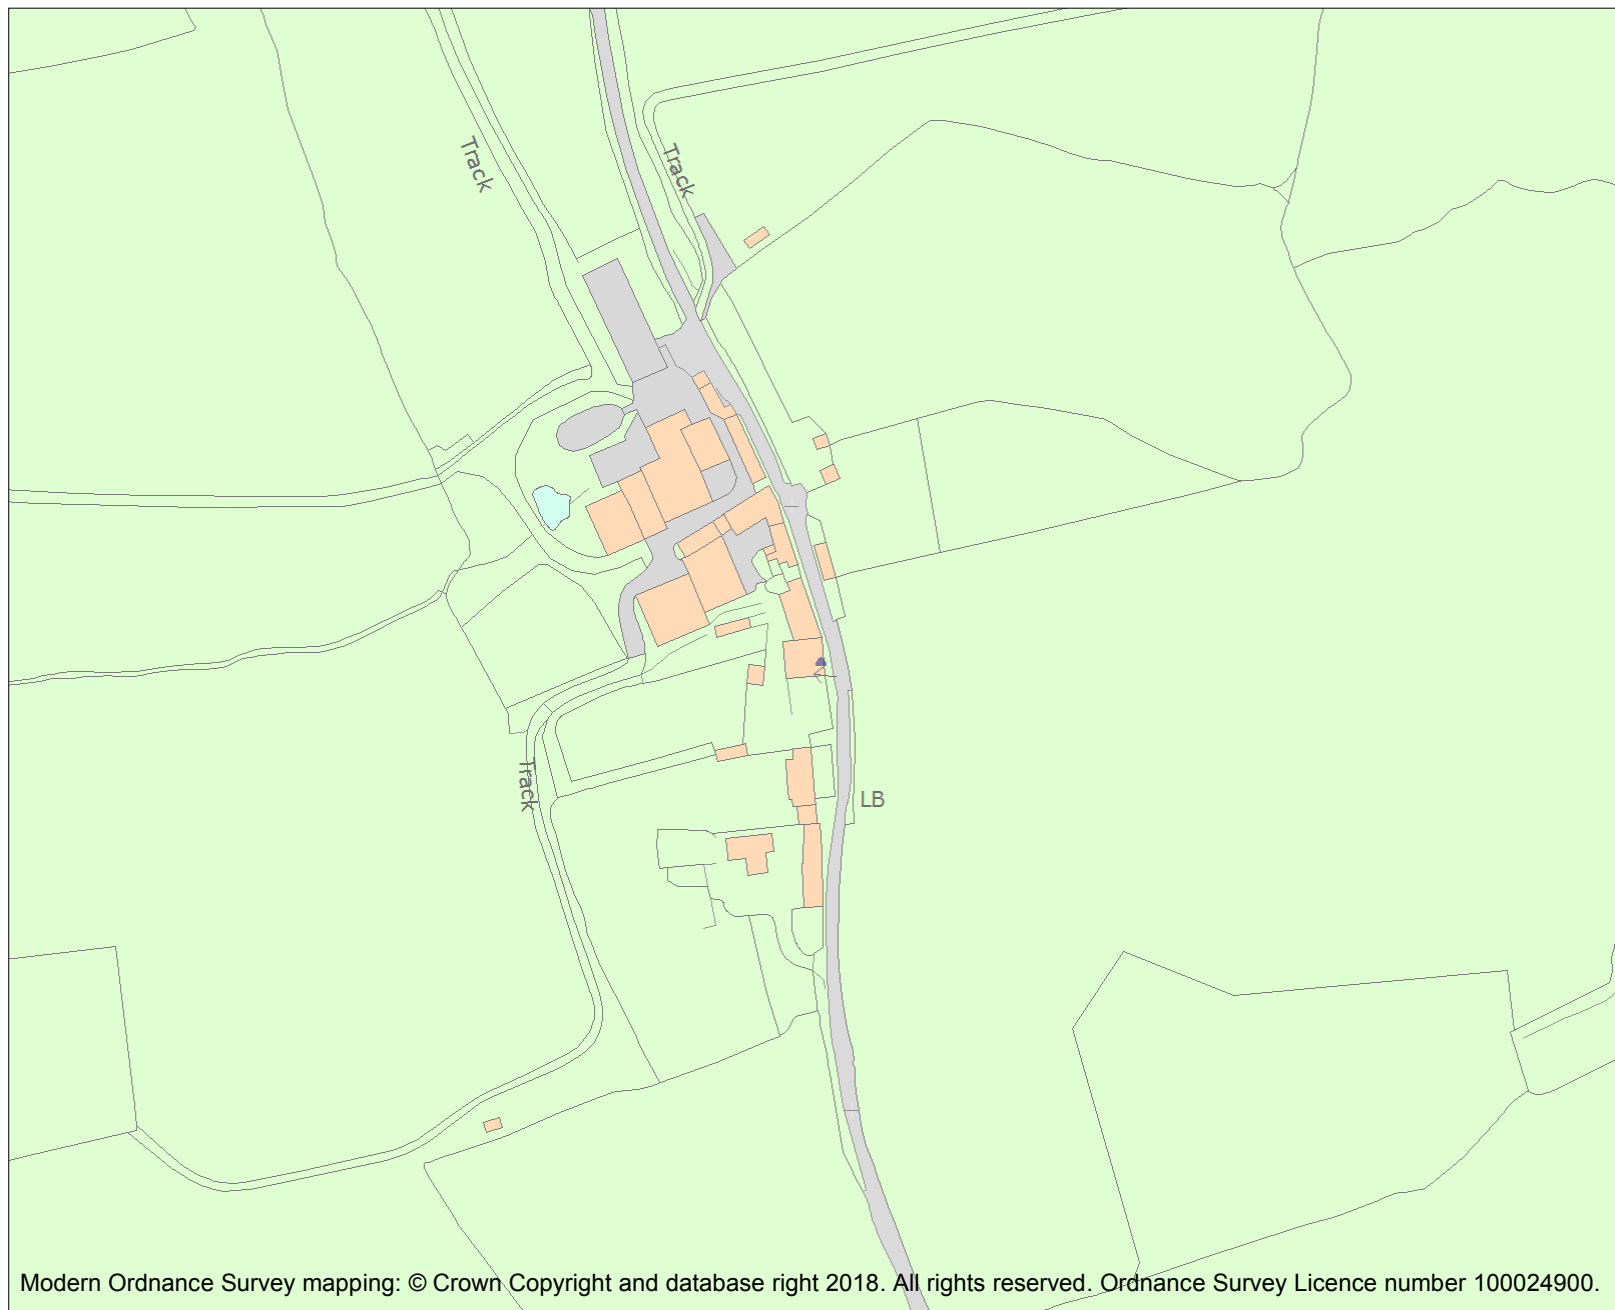 Track
Track
Track
LB
Modern Ordnance Survey mapping: © Crown Copyright and database right 2018. All rights reserved. Ordnance Survey Licence number 100024900.